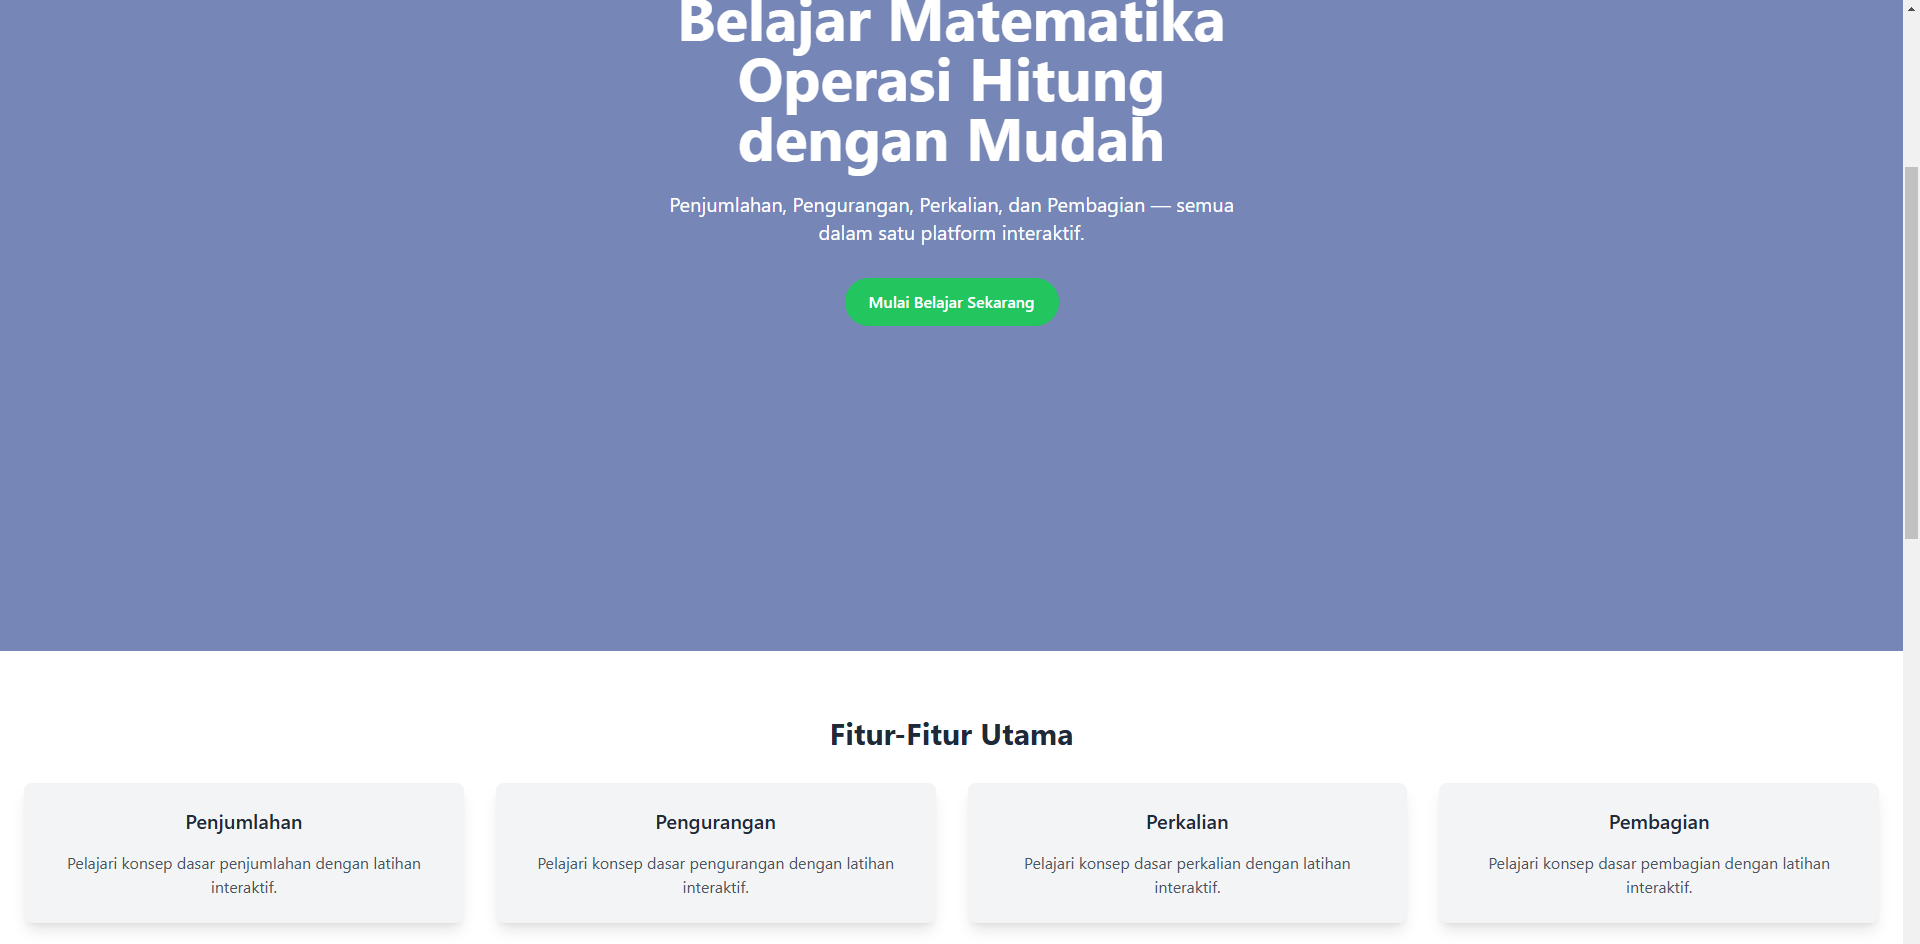 Belajar Matematika
Operasi Hitung
dengan Mudah
Penjumlahan, Pengurangan, Perkalian, dan Pembagian — semua
dalam satu platform interaktif.
Mulai Belajar Sekarang
Fitur-Fitur Utama
Penjumlahan
Pelajari konsep dasar penjumlahan dengan latihan
interaktif.
Pengurangan
Pelajari konsep dasar pengurangan dengan latihan
interaktif.
Perkalian
Pelajari konsep dasar perkalian dengan latihan
interaktif.
Pembagian
Pelajari konsep dasar pembagian dengan latihan
interaktif.